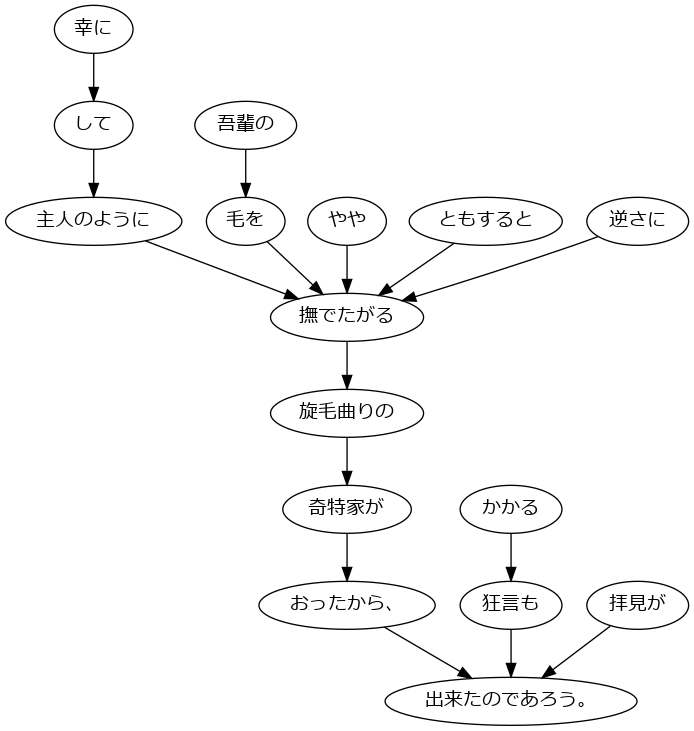 幸に
して
吾輩の
主人のように
毛を
やや
ともすると
逆さに
撫でたがる
旋毛曲りの
奇特家が
かかる
おったから、
狂言も
拝見が
出来たのであろう。